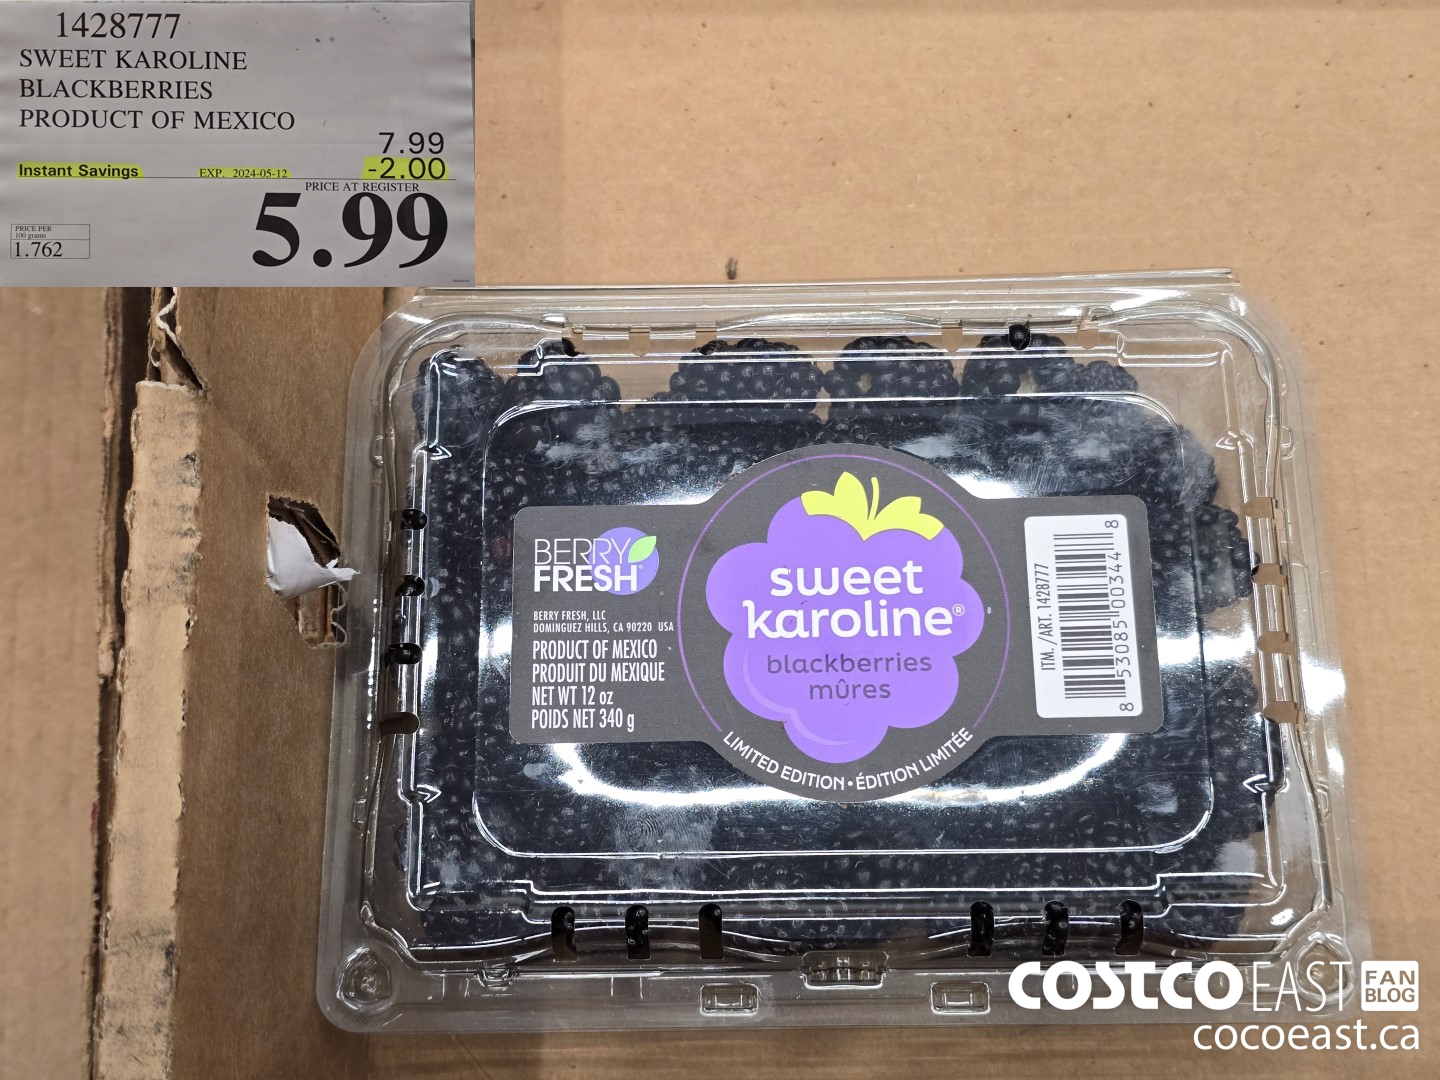 1428777
SWEET KAROLINE
BLACKBERRIES
PRODUCT OF MEXICO
7.99
Instant Savings EXP. 2024-05-12 -2.00
PRICE AT REGISTER
5.99
PRICE PER
100 grams
1.762
BERRY
FRESH
BERRY FRESH, LLC
DOMINGUEZ HILLS, CA 90220 USA
PRODUCT OF MEXICO
PRODUIT DU MEXIQUE
NET WT 12 oz
POIDS NET 340 g
sweet
karoline®
blackberries
mûres
LIMITED EDITION • ÉDITION LIMITÉE
ITM. /ART. 1428777
8 53085 00344 8
COSTCO EAST FAN
BLOG
cocoeast.ca